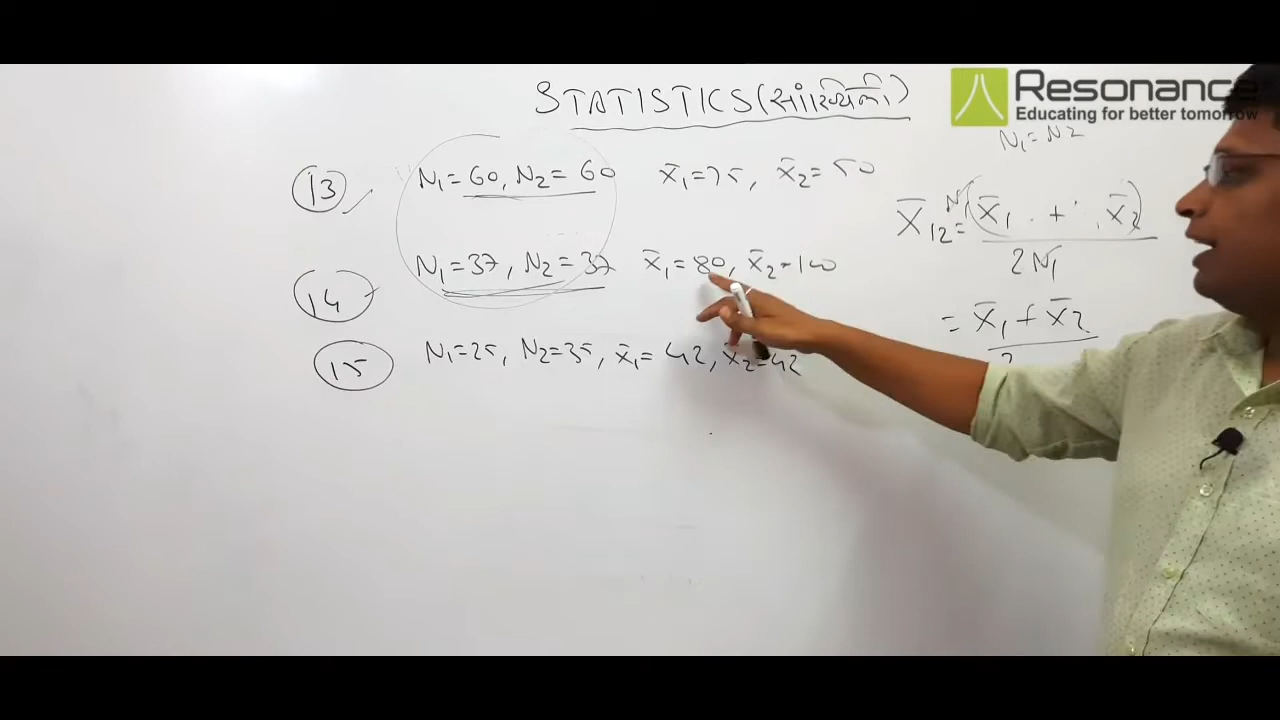 STATISTICS (सांख्यिकी)
Resonance
Educating for better tomorrow
N₁ = N₂
13 N₁ = 60, N₂ = 60 X̄₁ = 75, X̄₂ = 50
X̄₁₂ = N₁(X̄₁ + X̄₂) / 2N₁
14 N₁ = 37, N₂ = 37 X̄₁ = 80, X̄₂ = 100
= X̄₁ + X̄₂ / 2
15 N₁ = 25, N₂ = 35, X̄₁ = 42, X̄₂ = 42